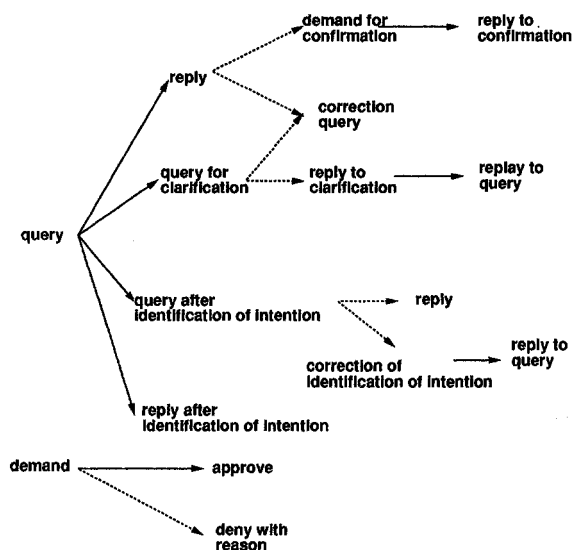 demand for
confirmation
reply to
confirmation
reply
correction
query
query for
clarification
reply to
clarification
replay to
query
query
query after
identification of intention
reply
correction of
identification of intention
reply to
query
reply after
identification of intention
demand
approve
deny with
reason